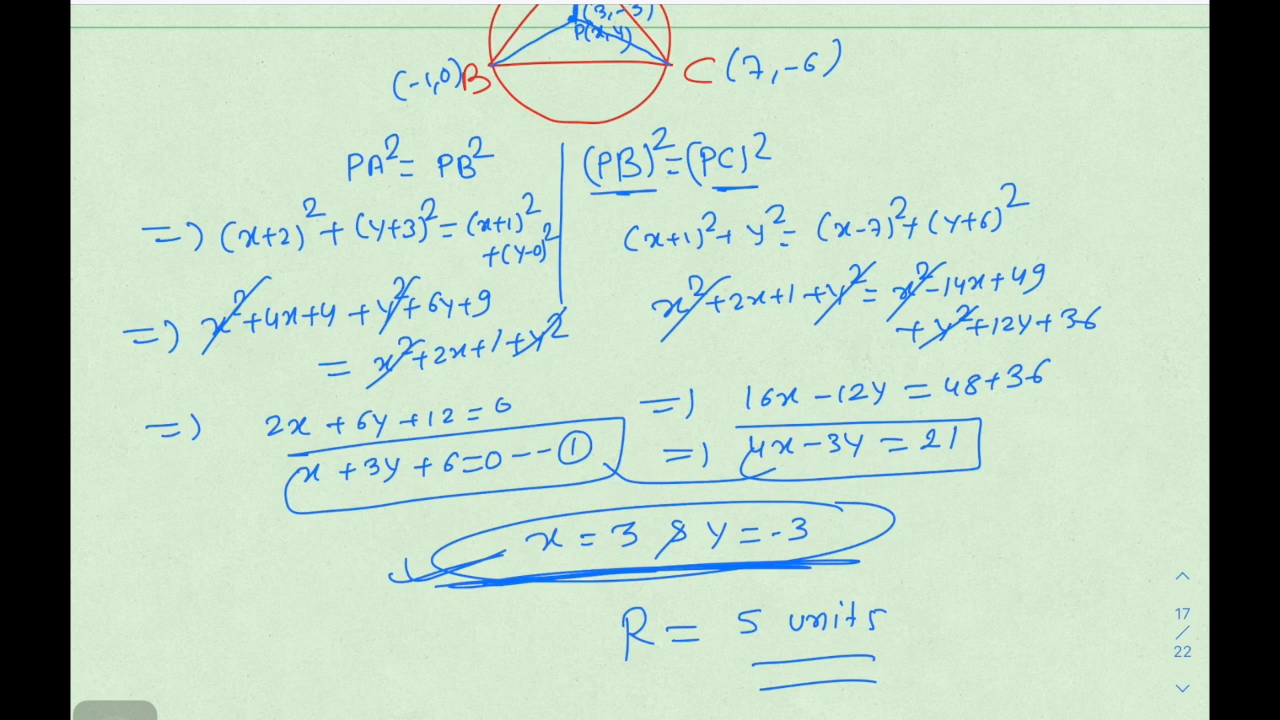 (3,-3)
P(x,y)
(-1,0) B
C (7,-6)
PA² = PB²
=> (x+2)² + (y+3)² = (x+1)²
+(y-0)²
=> x²+4x+4 + y²+6y+9
= x²+2x+1+y²
=> 2x + 6y + 12 = 0
x + 3y + 6 = 0 -- ①
(PB)² = (PC)²
(x+1)² + y² = (x-7)² + (y+6)²
x²+2x+1+y² = x²-14x+49
+ y²+12y+36
=> 16x - 12y = 48+36
=> 4x - 3y = 21
x = 3 & y = -3
R = 5 units
17
/
22